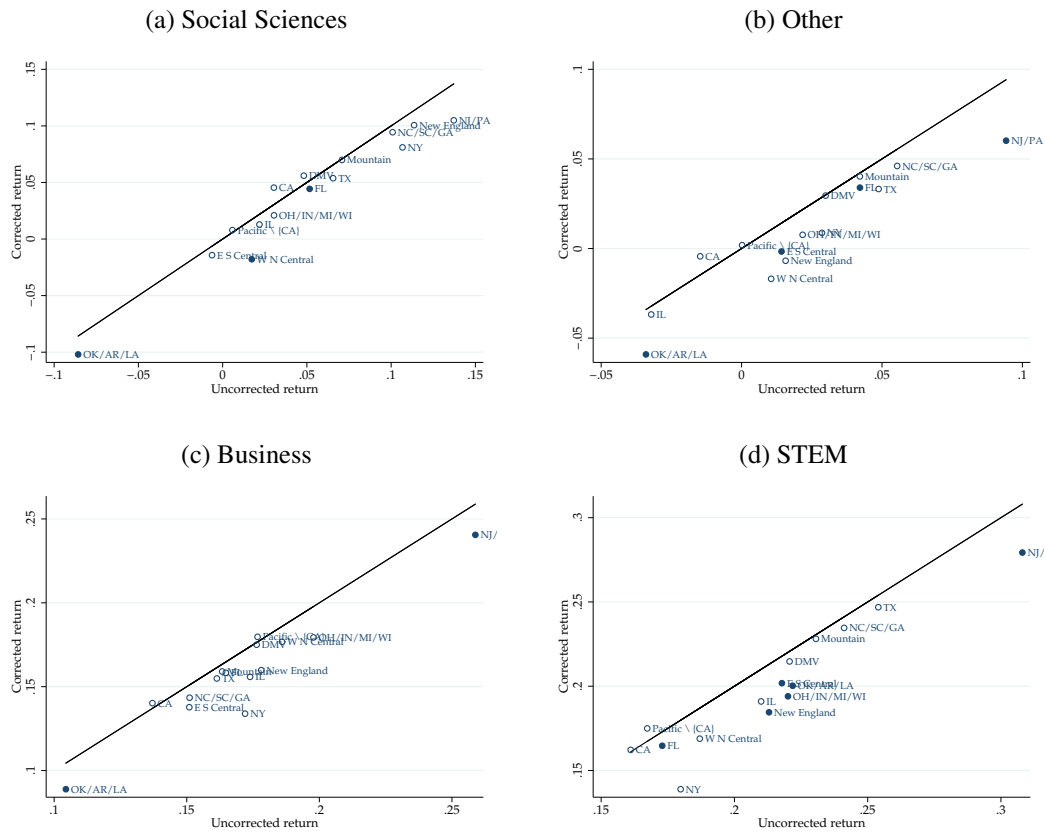 (a) Social Sciences
Corrected return
.15
.1
.05
0
-.05
-.1
NJ/PA
New England
NC/SC/GA
NY
Mountain
DMV
TX
CA
FL
OH/IN/MI/WI
IL
Pacific \ {CA}
E S Central
W N Central
OK/AR/LA
-.1
-.05
0
.05
.1
.15
Uncorrected return
(b) Other
Corrected return
.1
.05
0
-.05
NJ/PA
NC/SC/GA
Mountain
FL
TX
DMV
NY
OH/IN/MI/WI
Pacific \ {CA}
E S Central
CA
New England
W N Central
IL
OK/AR/LA
-.05
0
.05
.1
Uncorrected return
(c) Business
Corrected return
.25
.2
.15
.1
NJ/
Pacific \ {CA}
OH/IN/MI/WI
W N Central
DMV
Mountain
New England
TX
IL
CA
NC/SC/GA
E S Central
NY
OK/AR/LA
.1
.15
.2
.25
Uncorrected return
(d) STEM
Corrected return
.3
.25
.2
.15
NJ/
TX
NC/SC/GA
Mountain
DMV
E S Central
OK/AR/LA
OH/IN/MI/WI
IL
New England
Pacific \ {CA}
W N Central
FL
CA
NY
.15
.2
.25
.3
Uncorrected return